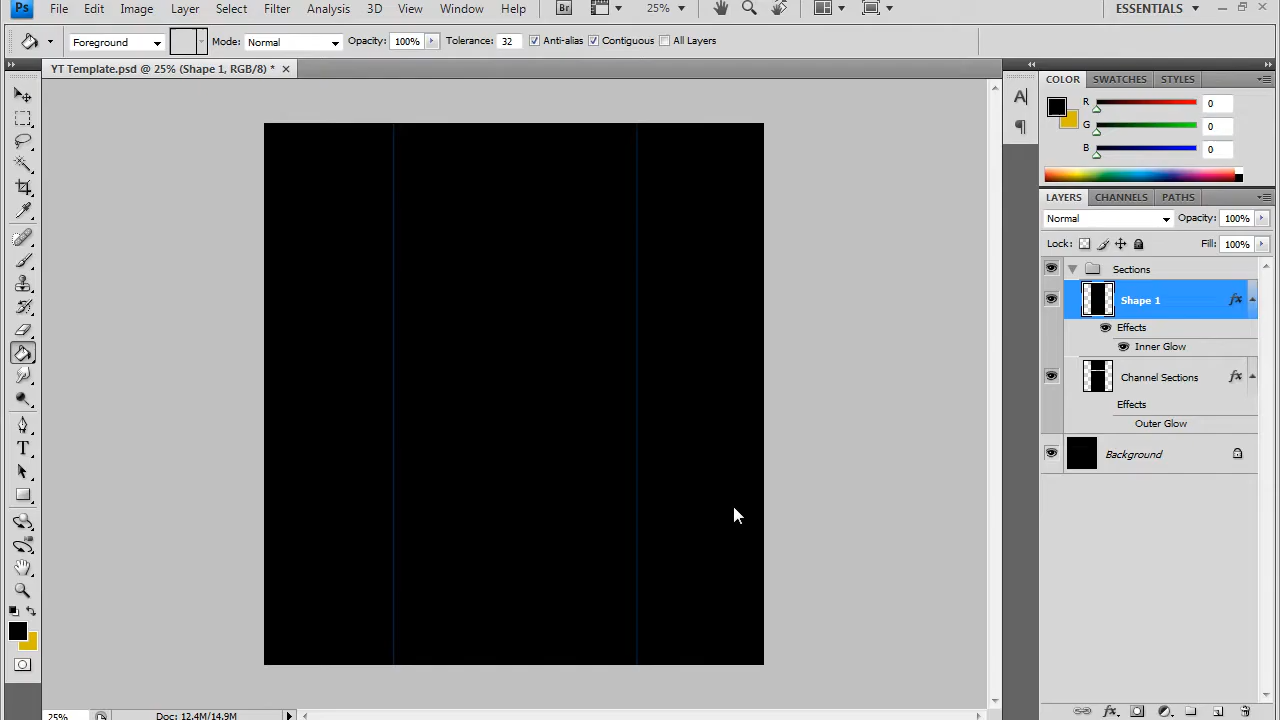 Ps File Edit Image Layer Select Filter Analysis 3D View Window Help Br 25% ESSENTIALS
Foreground Mode: Normal Opacity: 100% Tolerance: 32 Anti-alias Contiguous All Layers
YT Template.psd @ 25% (Shape 1, RGB/8) *
COLOR SWATCHES STYLES
R 0
G 0
B 0
LAYERS CHANNELS PATHS
Normal Opacity: 100%
Lock: Fill: 100%
Sections
Shape 1 fx
Effects
Inner Glow
Channel Sections fx
Effects
Outer Glow
Background
25% Doc: 12.4M/14.9M